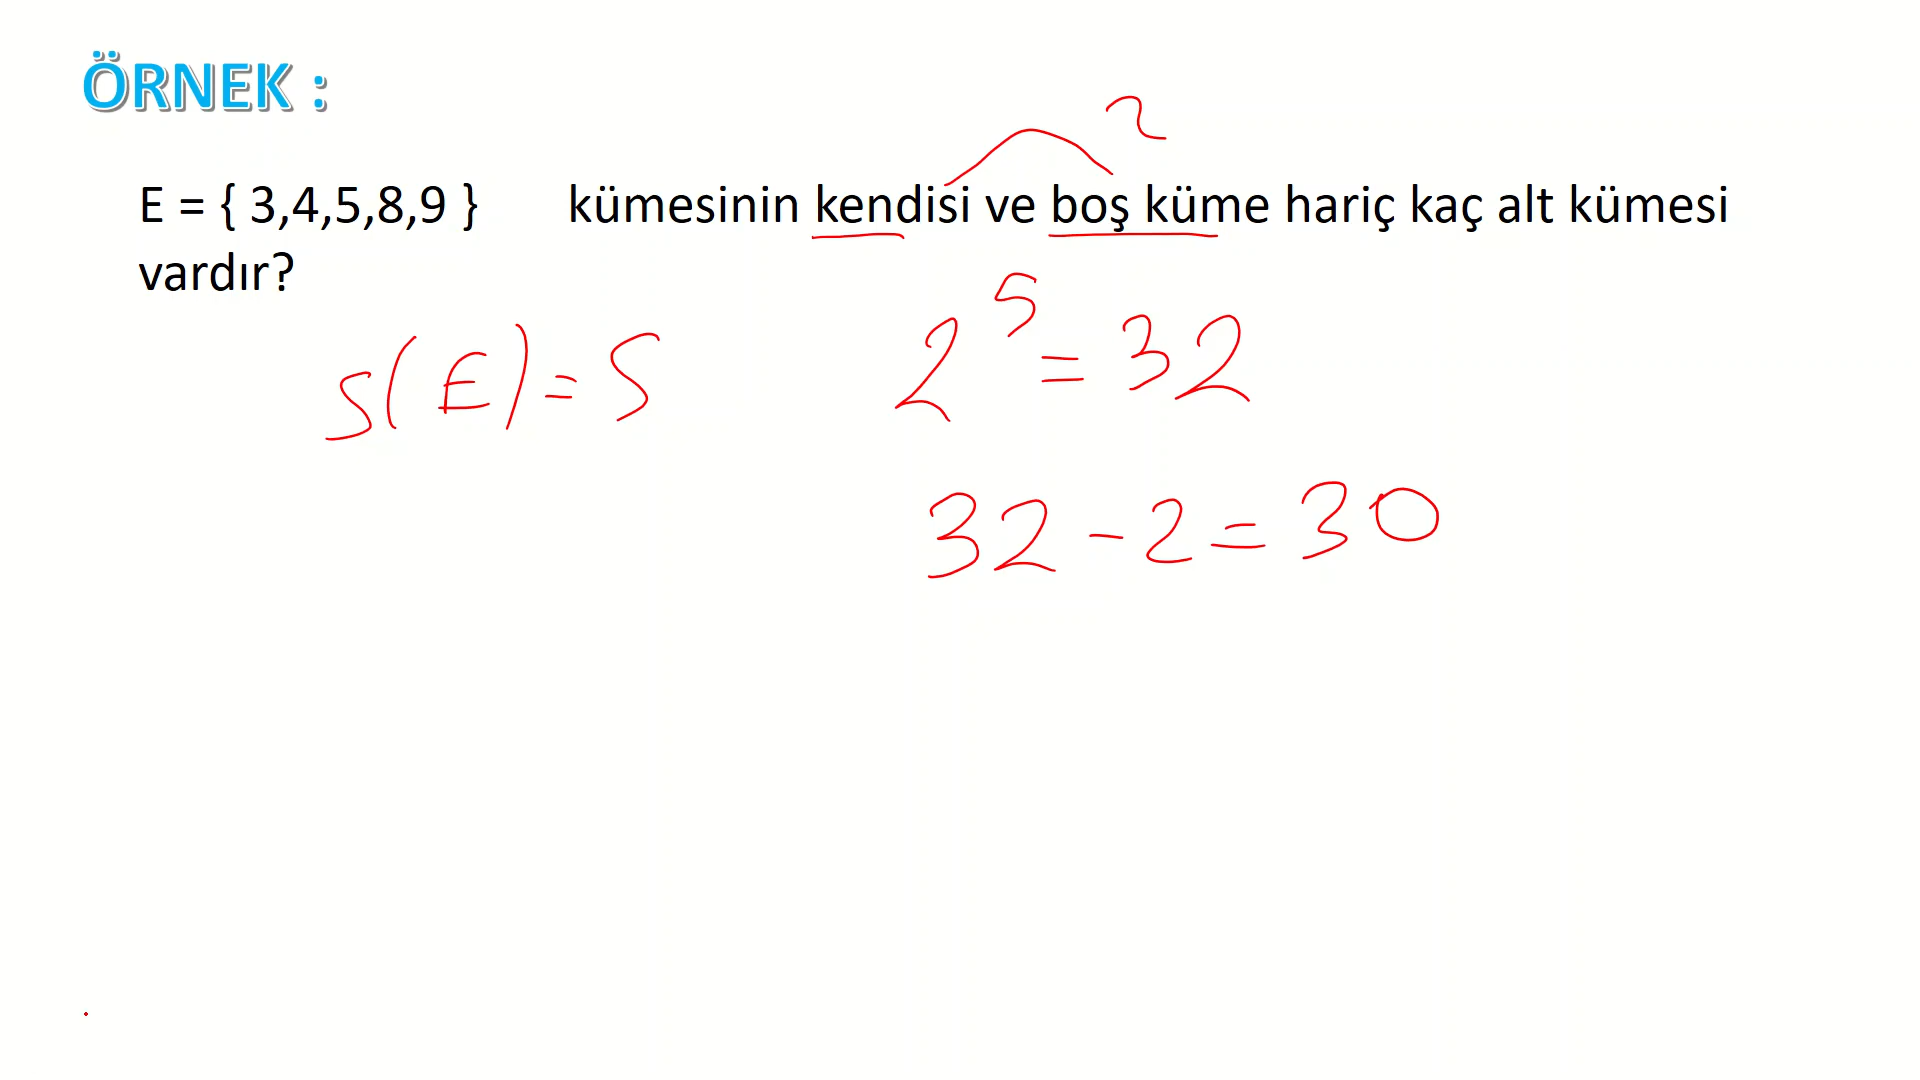 ÖRNEK :
2
E = { 3,4,5,8,9 } kümesinin kendisi ve boş küme hariç kaç alt kümesi
vardır?
s(E) = 5
2⁵ = 32
32 - 2 = 30